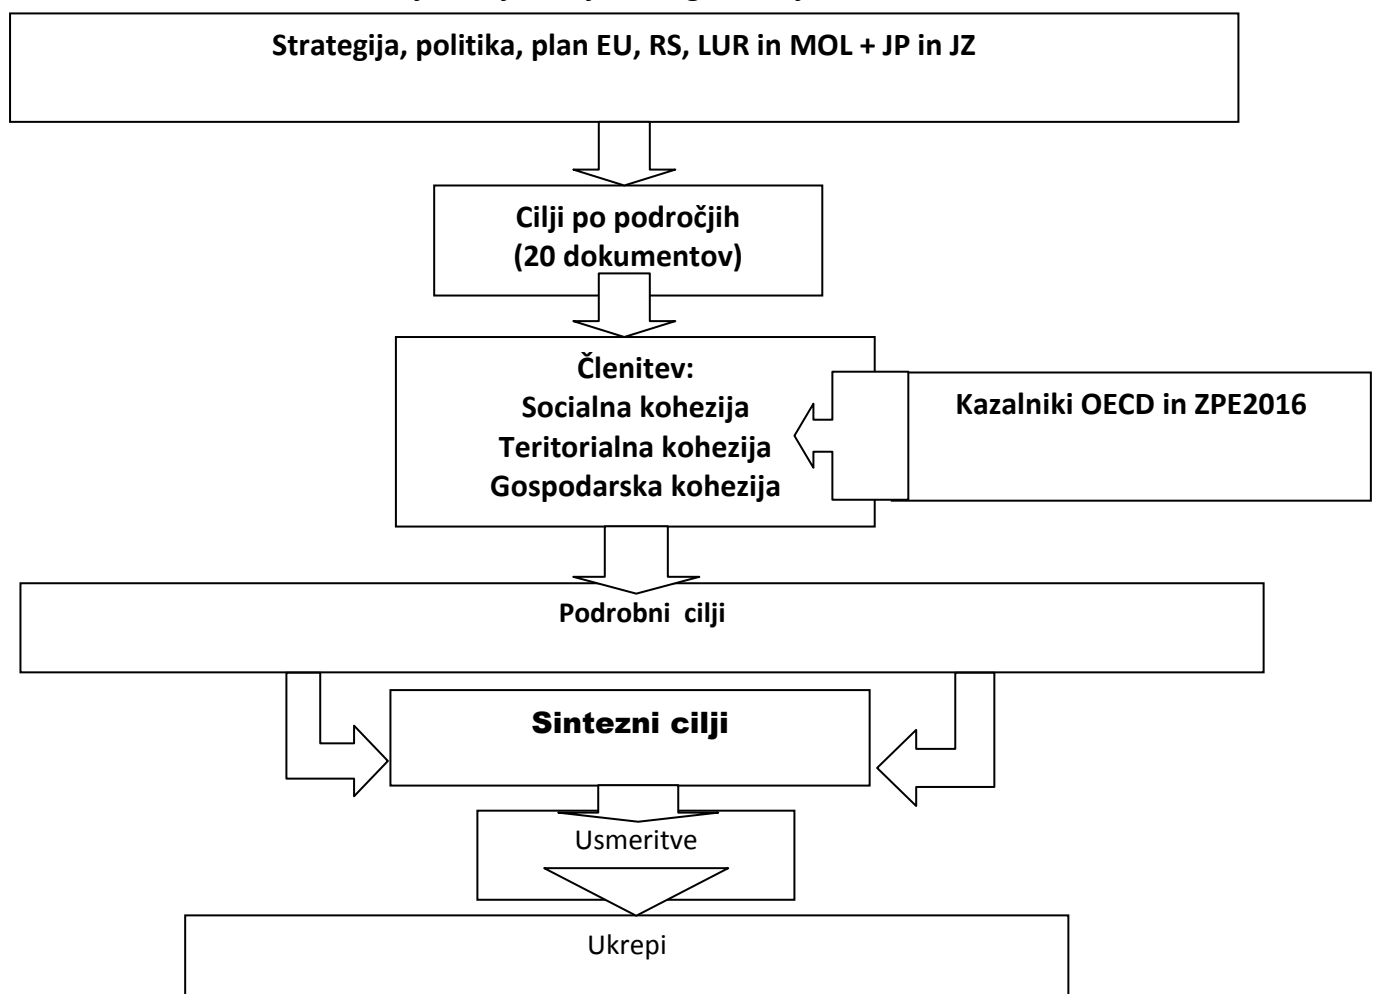 Strategija, politika, plan EU, RS, LUR in MOL + JP in JZ
Cilji po področjih
(20 dokumentov)
Členitev:
Socialna kohezija
Teritorialna kohezija
Gospodarska kohezija
Kazalniki OECD in ZPE2016
Podrobni cilji
Sintezni cilji
Usmeritve
Ukrepi